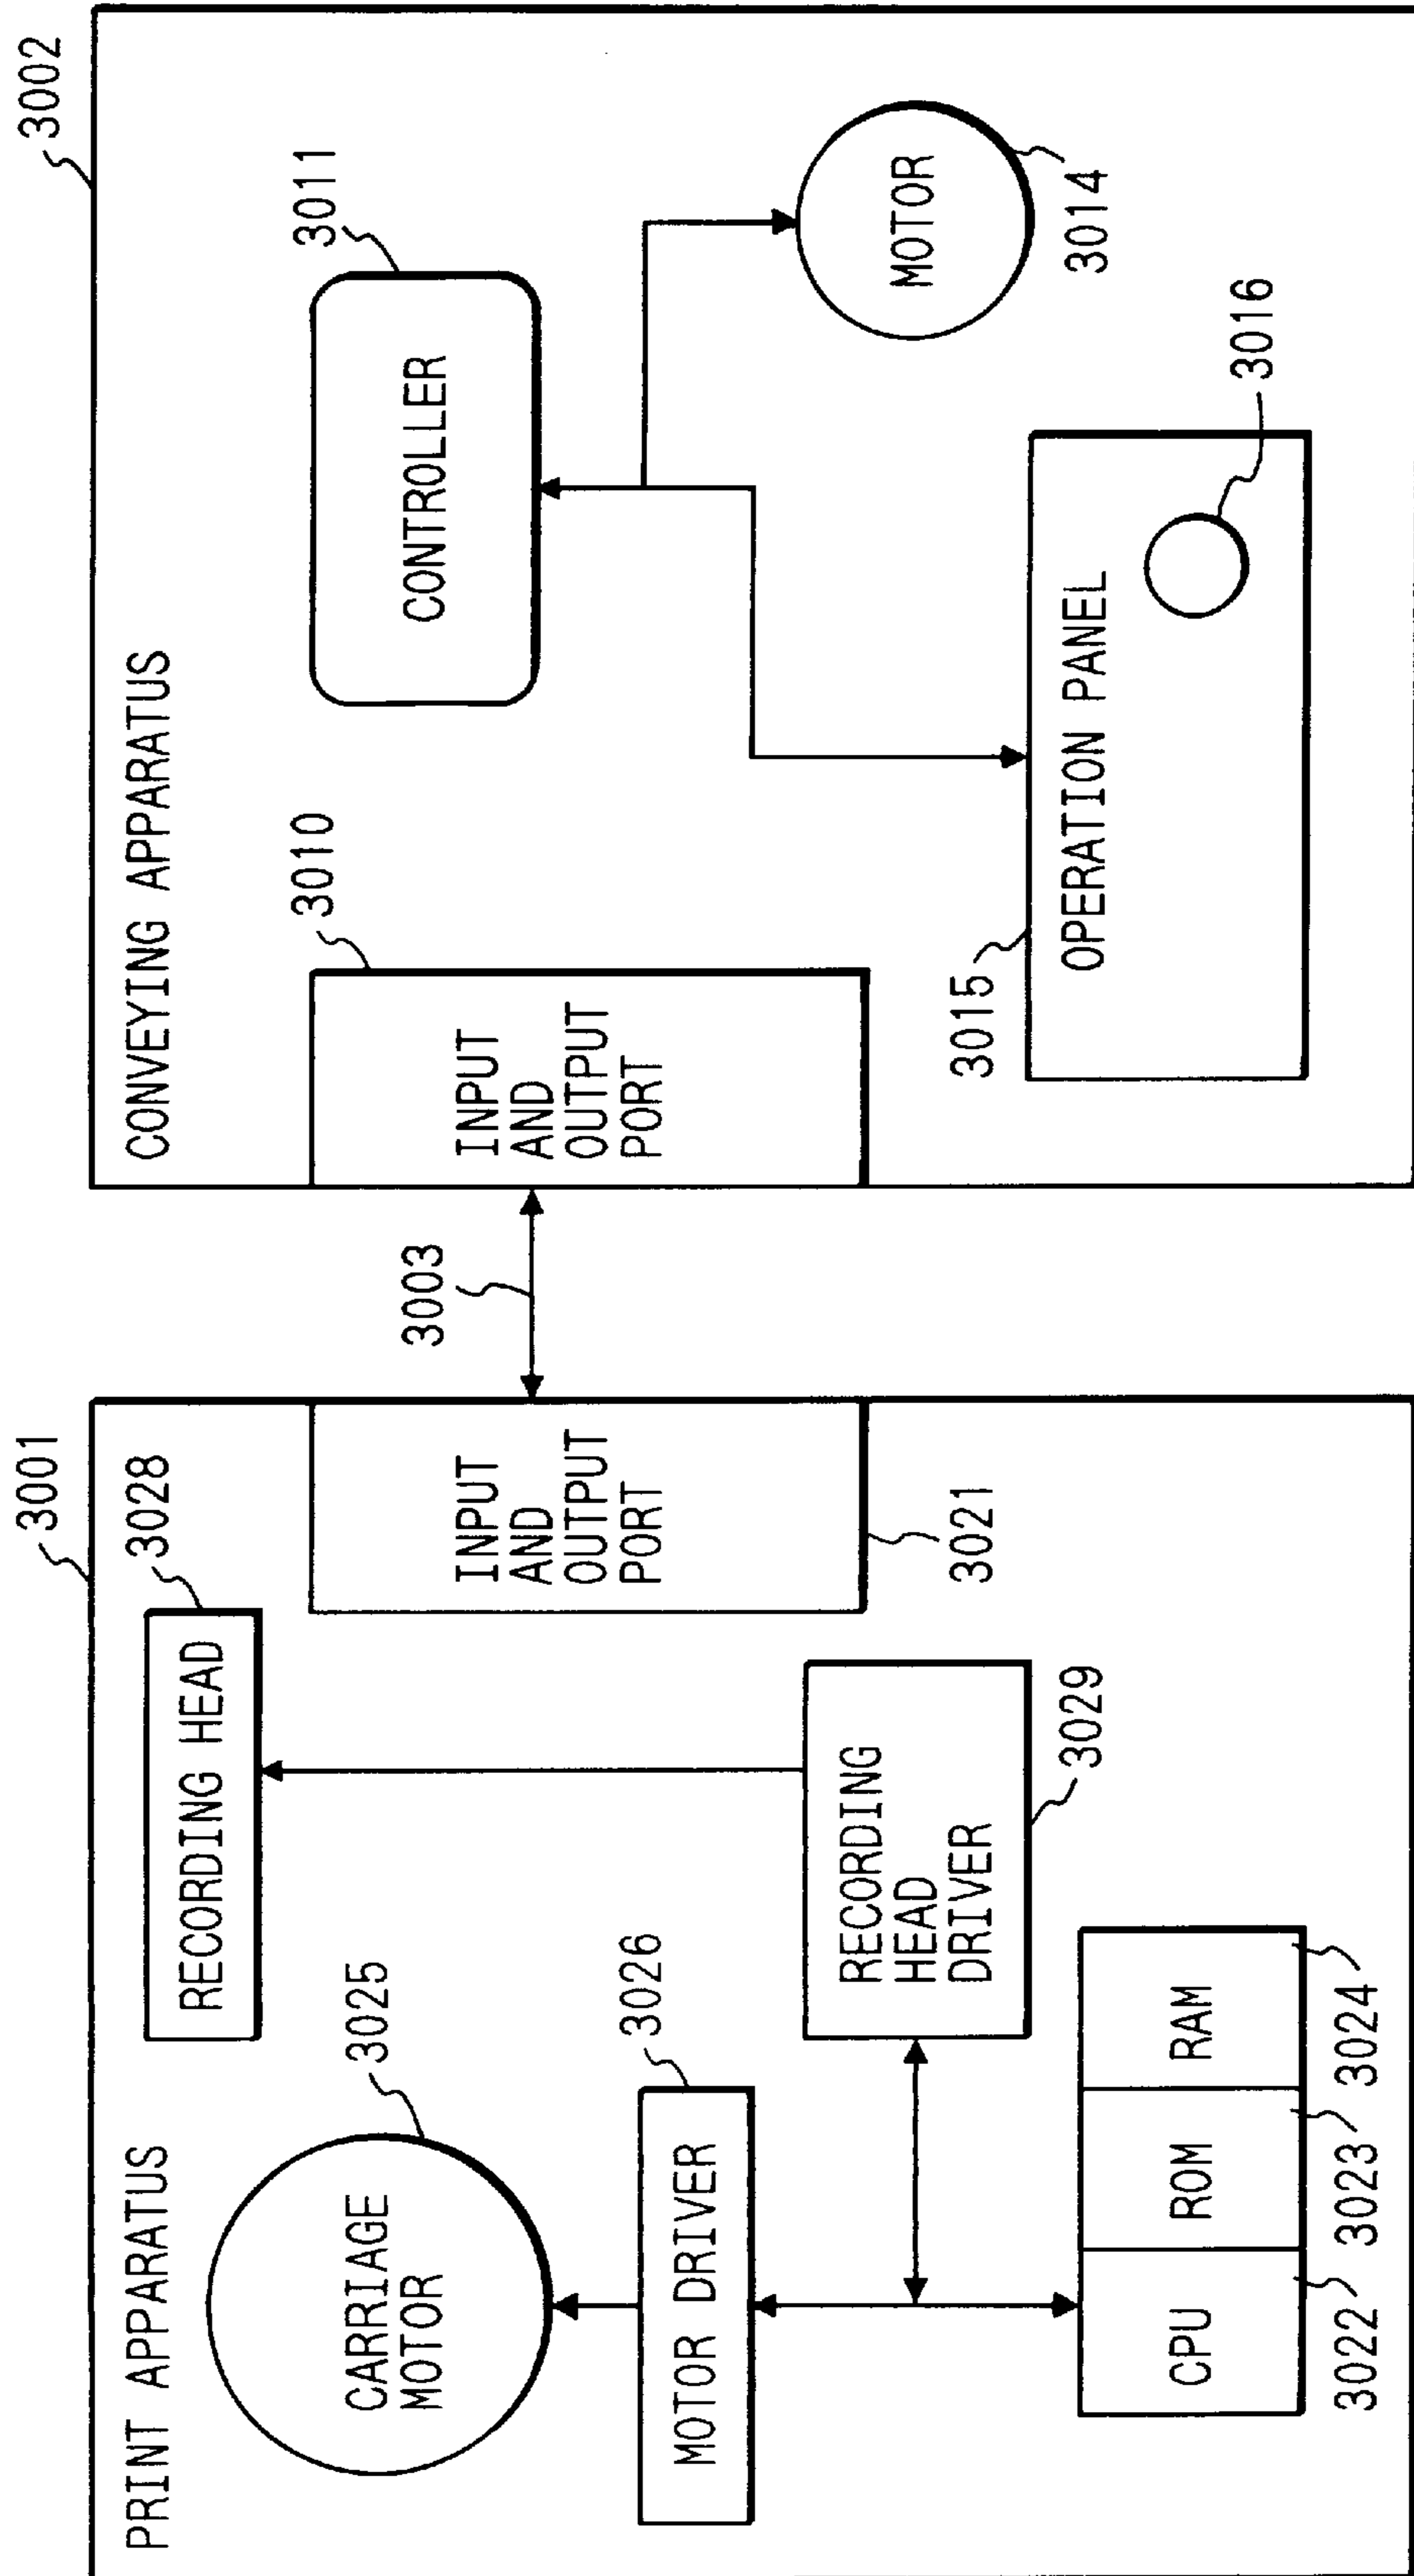 3001
PRINT APPARATUS
3028
RECORDING HEAD
3025
CARRIAGE
MOTOR
INPUT
AND
OUTPUT
PORT
3026
MOTOR DRIVER
3021
RECORDING
HEAD
DRIVER
3029
CPU
ROM
RAM
3022
3023
3024
3003
3002
CONVEYING APPARATUS
3010
INPUT
AND
OUTPUT
PORT
3011
CONTROLLER
MOTOR
3014
3015
OPERATION PANEL
3016